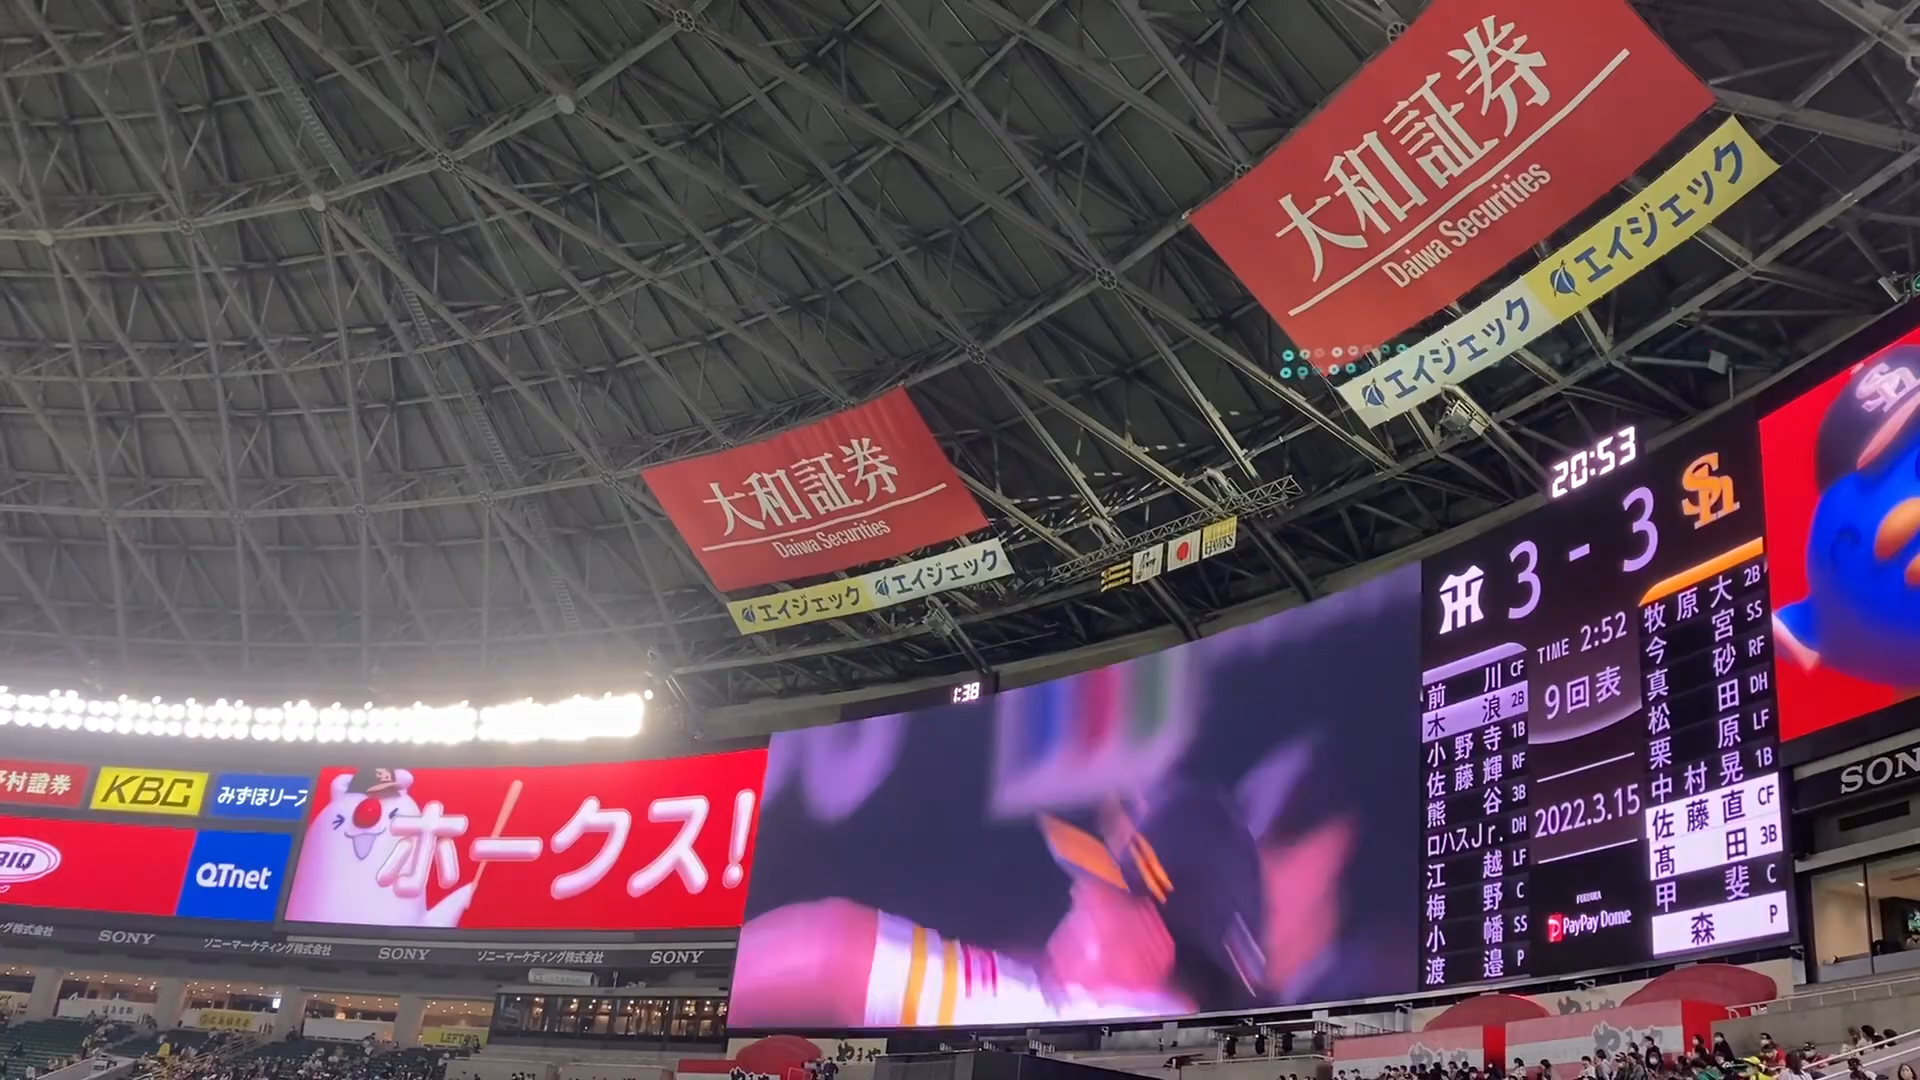 大和証券
Daiwa Securities
エイジェック
エイジェック
大和証券
Daiwa Securities
エイジェック
エイジェック
HAWKS
20:53
3 - 3
TIME 2:52
9回表
2022.3.15
FUKUOKA
PayPay Dome
前川 CF
木浪 2B
小野寺 1B
佐藤輝 RF
熊谷 3B
ロハスJr. DH
江越 LF
梅野 C
小幡 SS
渡邉 P
牧原大 2B
今宮 SS
真砂 RF
松田 DH
栗原 LF
中村晃 1B
佐藤直 CF
髙田 3B
甲斐 C
森 P
1:38
村證券
KBC
みずほリース
BIQ
QTnet
ホークス!
SONY
ソニーマーケティング株式会社
SONY
ソニーマーケティング株式会社
SONY
SON